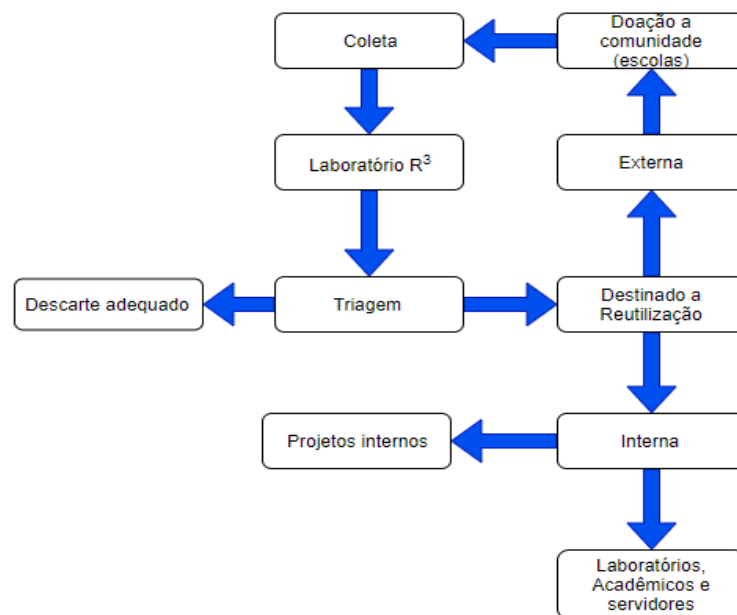 Coleta
Doação a
comunidade
(escolas)
Laboratório R³
Externa
Descarte adequado
Triagem
Destinado a
Reutilização
Projetos internos
Interna
Laboratórios,
Acadêmicos e
servidores